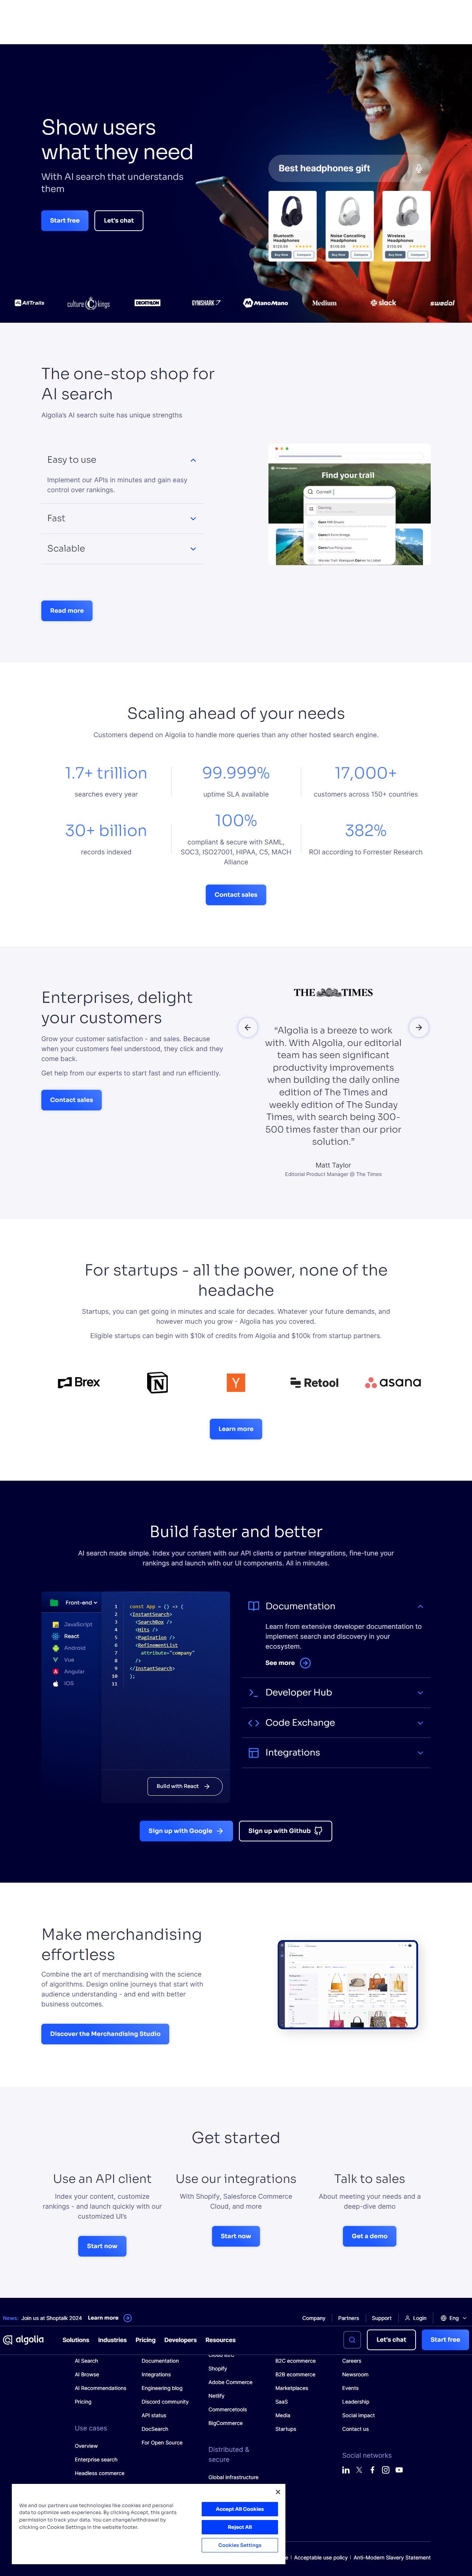 Show users
what they need
With AI search that understands
them
Start free
Let's chat
Best headphones gift
Bluetooth
Headphones
Noise Cancelling
Headphones
Wireless
Headphones
Buy Now
Compare
Buy Now
Compare
Buy Now
Compare
AllTrails
culture kings
DECATHLON
GYMSHARK
ManoMano
Medium
slack
swedol
The one-stop shop for
AI search
Algolia's AI search suite has unique strengths
Easy to use
Implement our APIs in minutes and gain easy
control over rankings.
Fast
Scalable
Find your trail
Read more
Scaling ahead of your needs
Customers depend on Algolia to handle more queries than any other hosted search engine.
1.7+ trillion
searches every year
99.999%
uptime SLA available
17,000+
customers across 150+ countries
30+ billion
records indexed
100%
compliant & secure with SAML,
SOC3, ISO27001, HIPAA, C5, MACH
Alliance
382%
ROI according to Forrester Research
Contact sales
Enterprises, delight
your customers
Grow your customer satisfaction - and sales. Because
when your customers feel understood, they click and they
come back.
Get help from our experts to start fast and run efficiently.
Contact sales
THE TIMES
“Algolia is a breeze to work
with. With Algolia, our editorial
team has seen significant
productivity improvements
when building the daily online
edition of The Times and
weekly edition of The Sunday
Times, with search being 300-
500 times faster than our prior
solution.”
Matt Taylor
Editorial Product Manager @ The Times
For startups - all the power, none of the
headache
Startups, you can get going in minutes and scale for decades. Whatever your future demands, and
however much you grow - Algolia has you covered.
Eligible startups can begin with $10k of credits from Algolia and $100k from startup partners.
Brex
N
Y
Retool
asana
Learn more
Build faster and better
AI search made simple. Index your content with our API clients or partner integrations, fine-tune your
rankings and launch with our UI components. All in minutes.
Front-end
JavaScript
React
Android
Vue
Angular
iOS
1 const App = () => (
2 <InstantSearch>
3 <SearchBox />
4 <Hits />
5 <Pagination />
6 <RefinementList
7 attribute="company"
8 />
9 </InstantSearch>
10 );
11
Build with React
Documentation
Learn from extensive developer documentation to
implement search and discovery in your
ecosystem.
See more
Developer Hub
Code Exchange
Integrations
Sign up with Google
Sign up with Github
Make merchandising
effortless
Combine the art of merchandising with the science
of algorithms. Design online journeys that start with
audience understanding - and end with better
business outcomes.
Discover the Merchandising Studio
Get started
Use an API client
Index your content, customize
rankings - and launch quickly with our
customized UI's
Start now
Use our integrations
With Shopify, Salesforce Commerce
Cloud, and more
Start now
Talk to sales
About meeting your needs and a
deep-dive demo
Get a demo
News: Join us at Shoptalk 2024 Learn more
Company
Partners
Support
Login
Eng
algolia
Solutions
Industries
Pricing
Developers
Resources
Let's chat
Start free
AI Search
AI Browse
AI Recommendations
Pricing
Use cases
Overview
Enterprise search
Headless commerce
Documentation
Integrations
Engineering blog
Discord community
API status
DocSearch
For Open Source
Cloud B2C
Shopify
Adobe Commerce
Netlify
Commercetools
BigCommerce
Distributed &
secure
Global infrastructure
B2C ecommerce
B2B ecommerce
Marketplaces
SaaS
Media
Startups
Careers
Newsroom
Events
Leadership
Social impact
Contact us
Social networks
We and our partners use technologies like cookies and personal
data to optimize web experiences. By clicking Accept, this grants
permission to track your data. You can change/withdrawal by
clicking on Cookie Settings in the website footer.
Accept All Cookies
Reject All
Cookies Settings
Acceptable use policy
Anti-Modern Slavery Statement